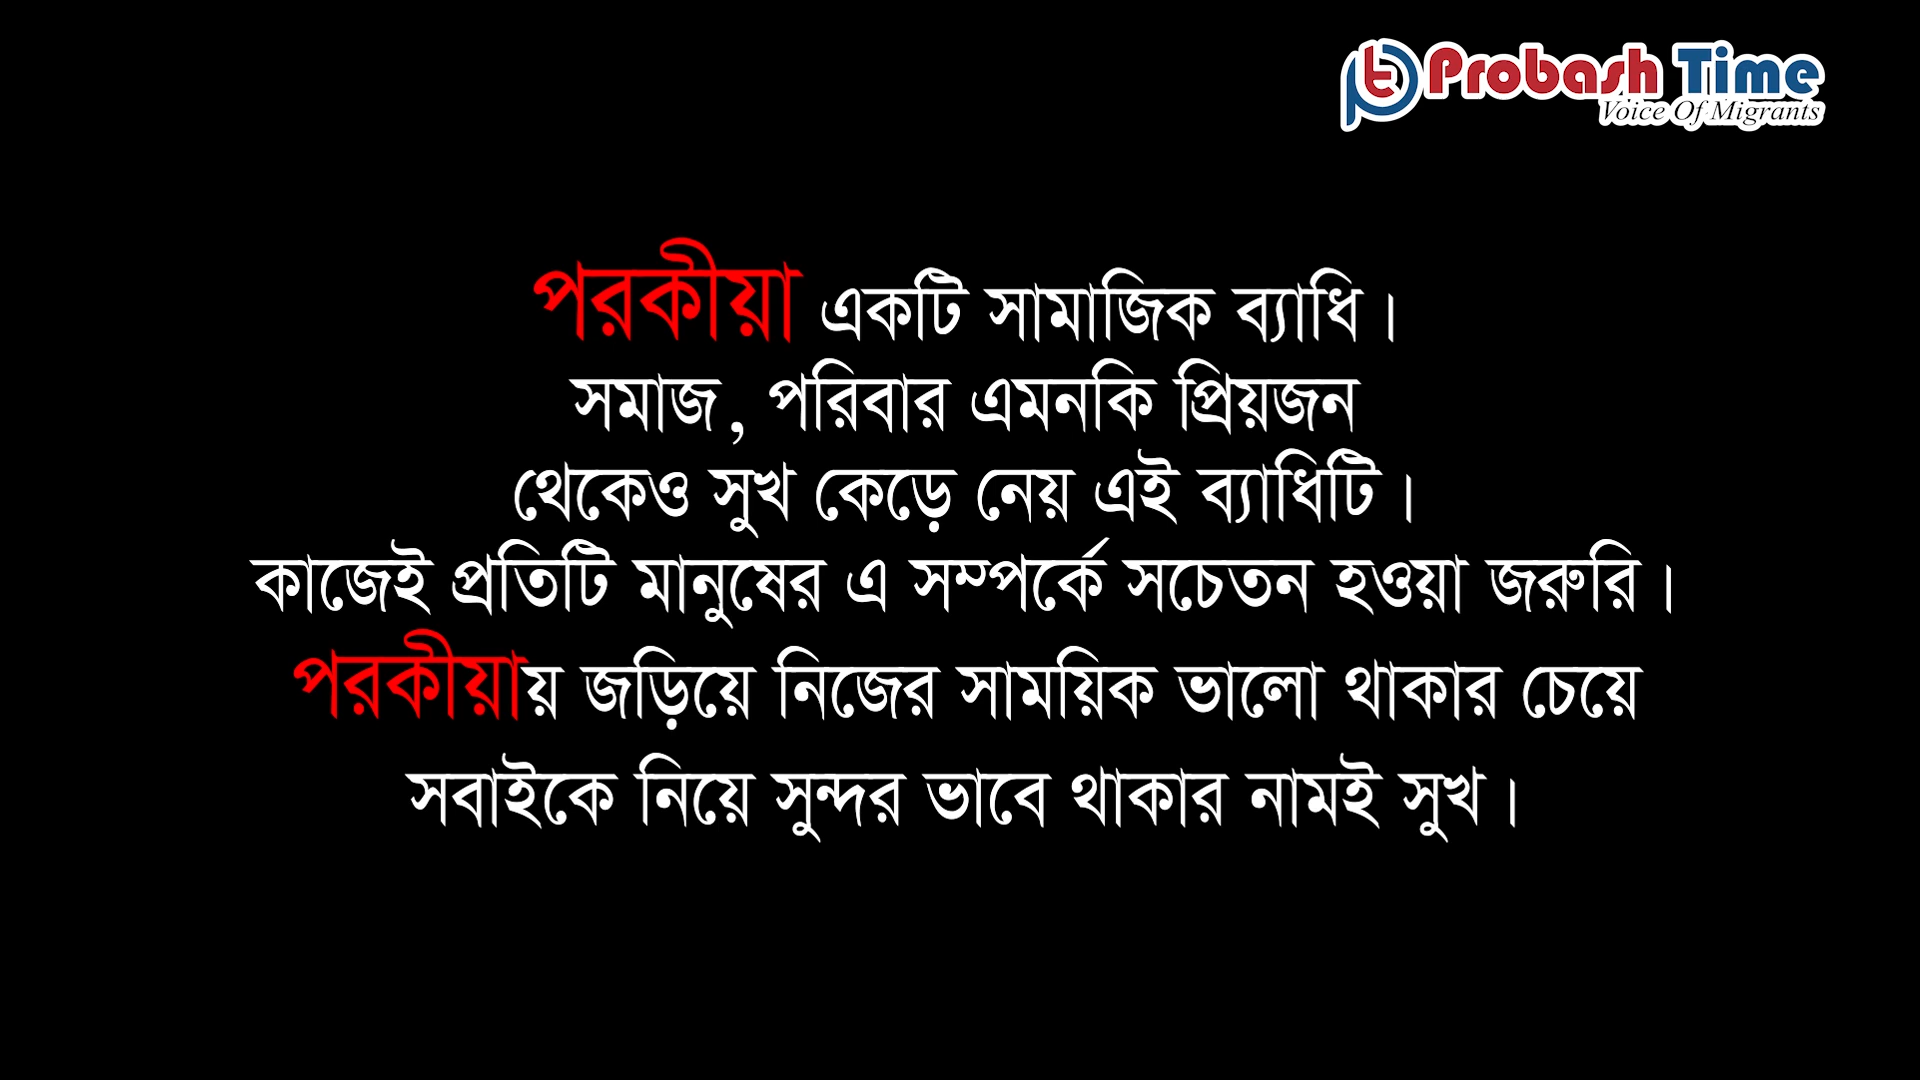 Probash Time
Voice Of Migrants
পরকীয়া একটি সামাজিক ব্যাধি।
সমাজ, পরিবার এমনকি প্রিয়জন
থেকেও সুখ কেড়ে নেয় এই ব্যাধিটি।
কাজেই প্রতিটি মানুষের এ সম্পর্কে সচেতন হওয়া জরুরি।
পরকীয়ায় জড়িয়ে নিজের সাময়িক ভালো থাকার চেয়ে
সবাইকে নিয়ে সুন্দর ভাবে থাকার নামই সুখ।